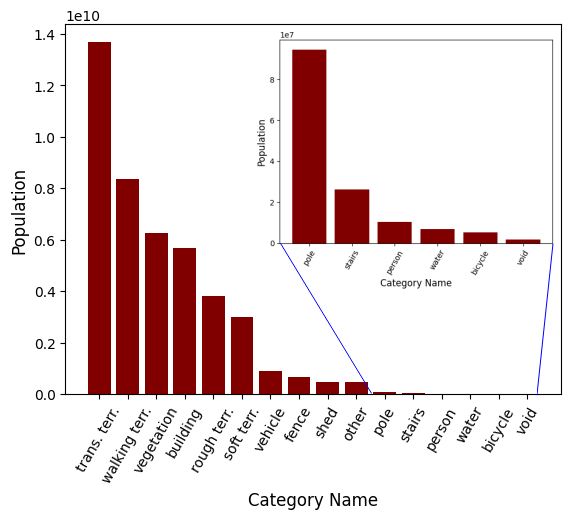 1e10
1.4
1.2
1.0
0.8
0.6
0.4
0.2
0.0
Population
trans. terr.
walking terr.
vegetation
building
rough terr.
soft terr.
vehicle
fence
shed
other
pole
stairs
person
water
bicycle
void
Category Name
1e7
8
6
4
2
0
Population
pole
stairs
person
water
bicycle
void
Category Name